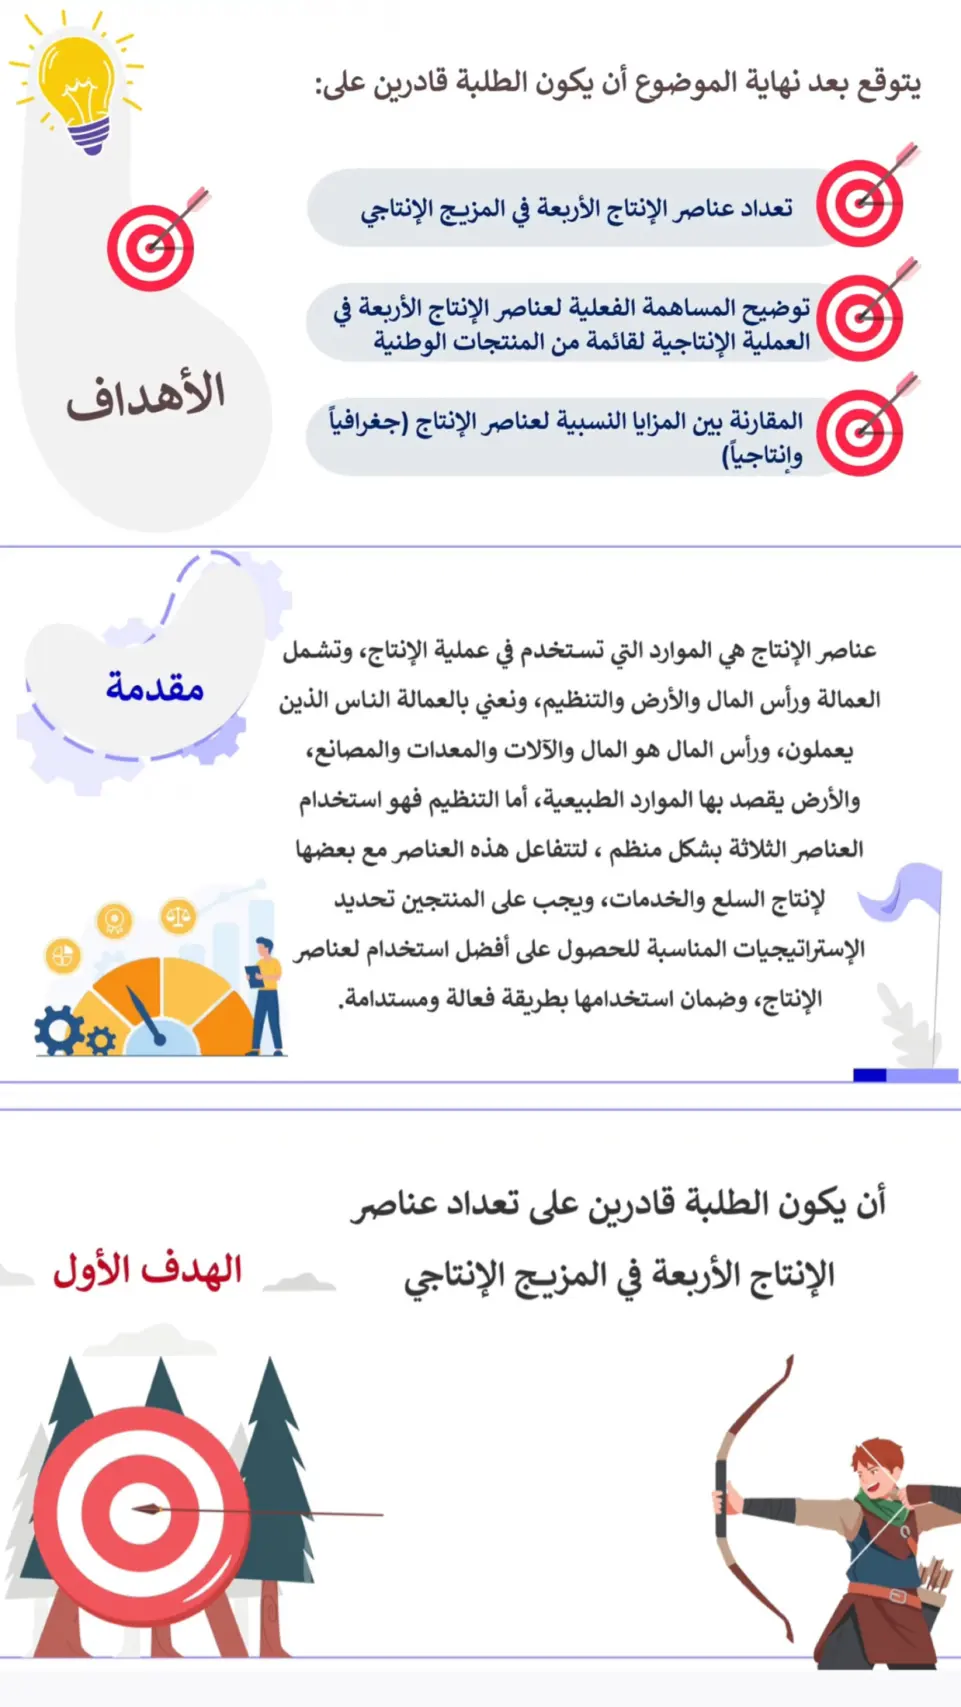 يتوقع بعد نهاية الموضوع أن يكون الطلبة قادرين على:
تعداد عناصر الإنتاج الأربعة في المزيج الإنتاجي
توضيح المساهمة الفعلية لعناصر الإنتاج الأربعة في
العملية الإنتاجية لقائمة من المنتجات الوطنية
المقارنة بين المزايا النسبية لعناصر الإنتاج (جغرافياً
وإنتاجياً)
الأهداف
مقدمة
عناصر الإنتاج هي الموارد التي تستخدم في عملية الإنتاج، وتشمل
العمالة ورأس المال والأرض والتنظيم، ونعني بالعمالة الناس الذين
يعملون، ورأس المال هو المال والآلات والمعدات والمصانع،
والأرض يقصد بها الموارد الطبيعية، أما التنظيم فهو استخدام
العناصر الثلاثة بشكل منظم ، لتتفاعل هذه العناصر مع بعضها
لإنتاج السلع والخدمات، ويجب على المنتجين تحديد
الإستراتيجيات المناسبة للحصول على أفضل استخدام لعناصر
الإنتاج، وضمان استخدامها بطريقة فعالة ومستدامة.
أن يكون الطلبة قادرين على تعداد عناصر
الإنتاج الأربعة في المزيج الإنتاجي
الهدف الأول